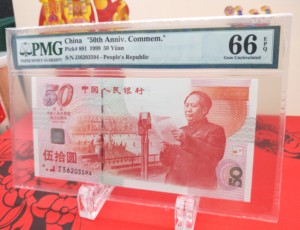 PMG
China "50th Anniv. Commem."
Pick# 891 1999 50 Yüan
S/N J36203594 - People's Republic
66 EPQ
Gem Uncirculated
50
中国人民银行
伍拾圆
J36203594
50